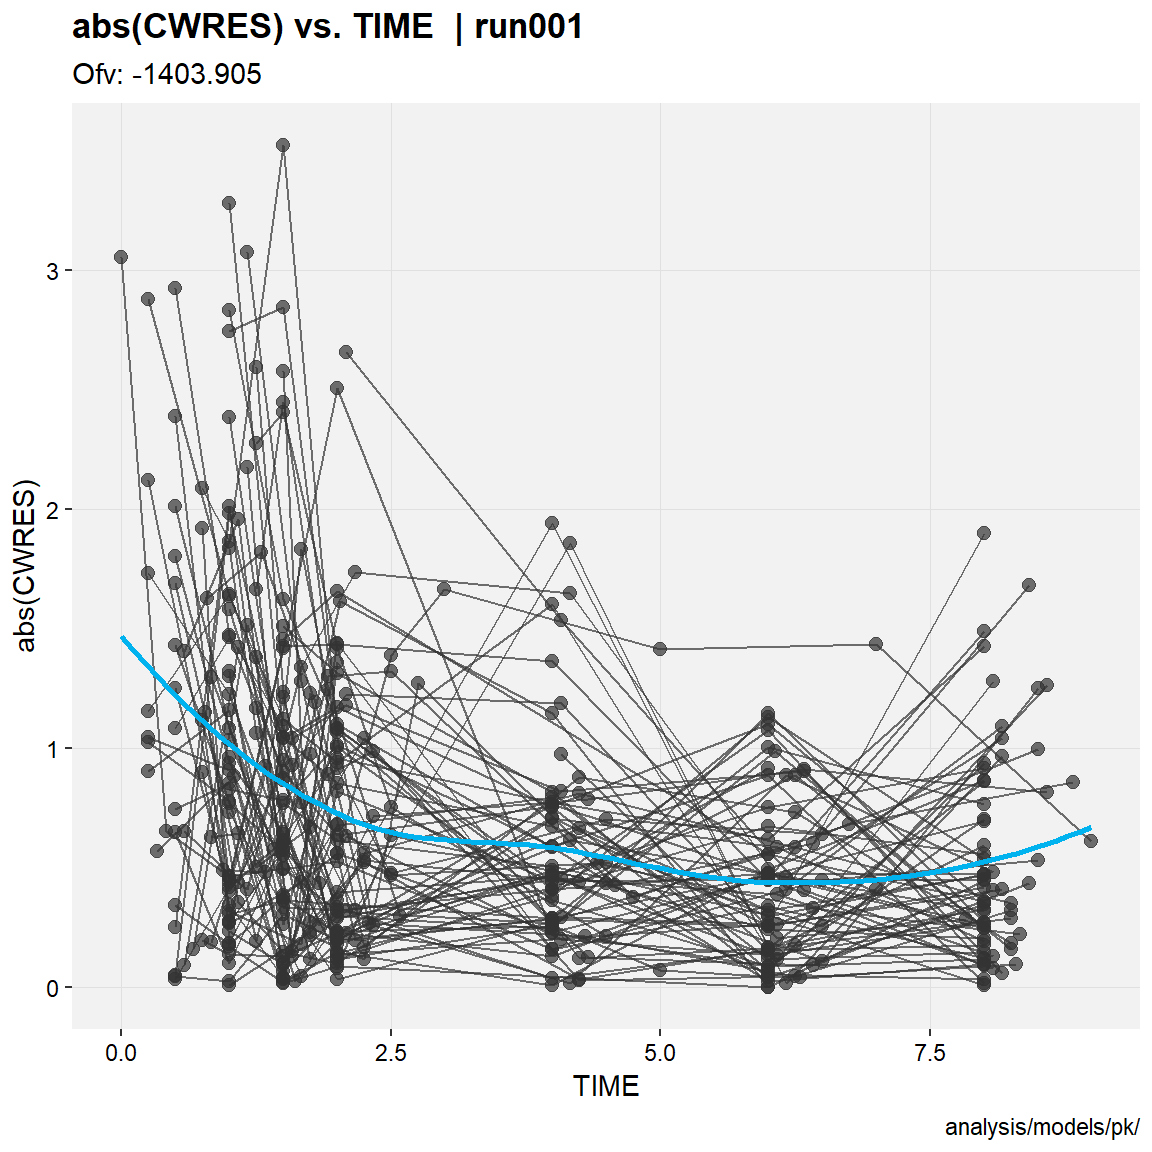 abs(CWRES) vs. TIME  | run001
Ofv: -1403.905
abs(CWRES)
3
2
1
0
0.0
2.5
5.0
7.5
TIME
analysis/models/pk/